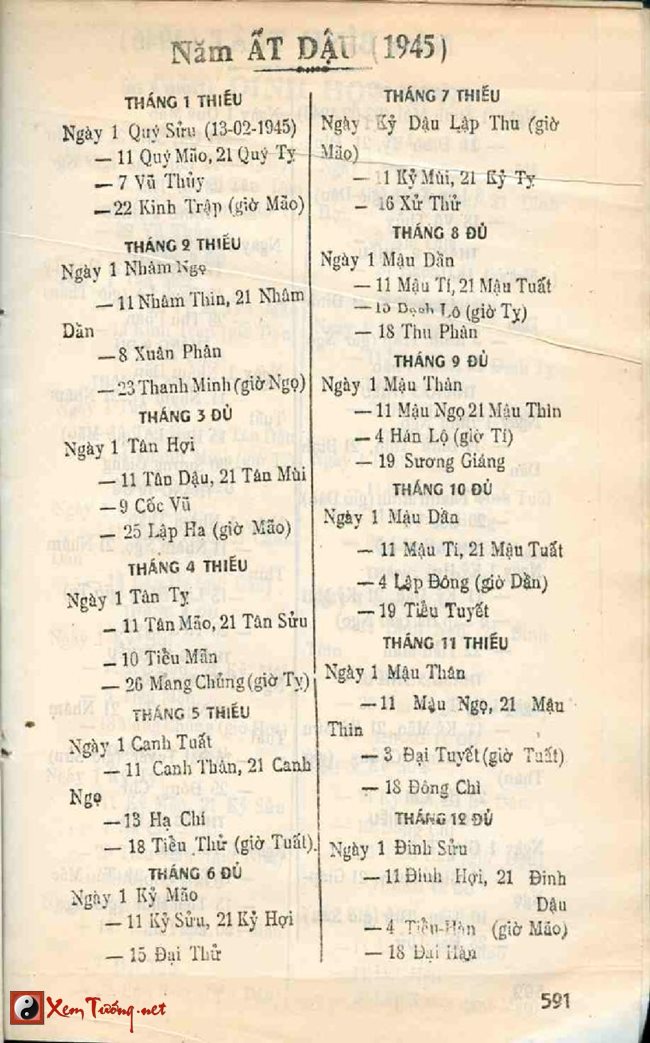 Năm ẤT DẬU (1945)
THÁNG 1 THIẾU
Ngày 1 Quý Sửu (13-02-1945)
— 11 Quý Mão, 21 Quý Tỵ
— 7 Vũ Thủy
— 22 Kinh Trập (giờ Mão)
THÁNG 2 THIẾU
Ngày 1 Nhâm Ngọ
— 11 Nhâm Thìn, 21 Nhâm
Dần
— 8 Xuân Phân
— 23 Thanh Minh (giờ Ngọ)
THÁNG 3 ĐỦ
Ngày 1 Tân Hợi
— 11 Tân Dậu, 21 Tân Mùi
— 9 Cốc Vũ
— 25 Lập Hạ (giờ Mão)
THÁNG 4 THIẾU
Ngày 1 Tân Tỵ
— 11 Tân Mão, 21 Tân Sửu
— 10 Tiểu Mãn
— 26 Mang Chủng (giờ Tỵ)
THÁNG 5 THIẾU
Ngày 1 Canh Tuất
— 11 Canh Thân, 21 Canh
Ngọ
— 13 Hạ Chí
— 18 Tiểu Thử (giờ Tuất).
THÁNG 6 ĐỦ
Ngày 1 Kỷ Mão
— 11 Kỷ Sửu, 21 Kỷ Hợi
— 15 Đại Thử
THÁNG 7 THIẾU
Ngày 1 Kỷ Dậu Lập Thu (giờ
Mão)
— 11 Kỷ Mùi, 21 Kỷ Tỵ
— 16 Xử Thử
THÁNG 8 ĐỦ
Ngày 1 Mậu Dần
— 11 Mậu Tí, 21 Mậu Tuất
— Lộ (giờ Tỵ)
— 18 Thu Phân
THÁNG 9 ĐỦ
Ngày 1 Mậu Thân
— 11 Mậu Ngọ 21 Mậu Thìn
— 4 Hán Lộ (giờ Tí)
— 19 Sương Giáng
THÁNG 10 ĐỦ
Ngày 1 Mậu Dần
— 11 Mậu Tí, 21 Mậu Tuất
— 4 Lập Đông (giờ Dần)
— 19 Tiểu Tuyết
THÁNG 11 THIẾU
Ngày 1 Mậu Thân
— 11 Mậu Ngọ, 21 Mậu
Thìn
— 3 Đại Tuyết (giờ Tuất)
— 18 Đông Chí
THÁNG 12 ĐỦ
Ngày 1 Đinh Sửu
— 11 Đinh Hợi, 21 Đinh
Dậu
— 4 Tiểu-Hàn (giờ Mão)
— 18 Đại Hàn
591
XemTướng.net